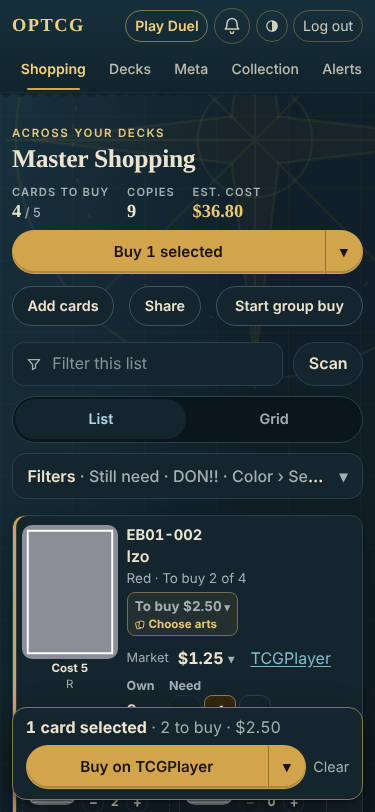 OPTCG
Play Duel
Log out
Shopping Decks Meta Collection Alerts
ACROSS YOUR DECKS
Master Shopping
CARDS TO BUY COPIES EST. COST
4 / 5 9 $36.80
Buy 1 selected ▼
Add cards Share Start group buy
Filter this list Scan
List Grid
Filters · Still need · DON!! · Color › Se... ▼
EB01-002
Izo
Red · To buy 2 of 4
To buy $2.50 ▾
Choose arts
Market $1.25 ▾ TCGPlayer
Cost 5
R
Own Need
1 card selected · 2 to buy · $2.50
Buy on TCGPlayer ▼ Clear
− 2 + − 0 +